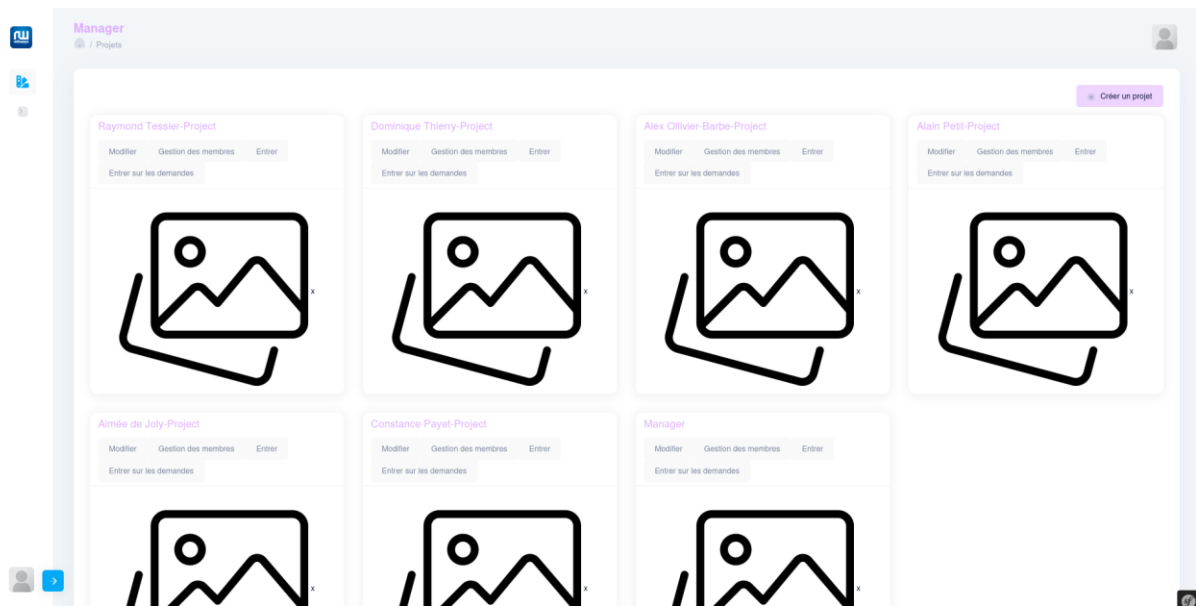 Manager
/ Projets
Créer un projet
Raymond Tessier-Project
Modifier Gestion des membres Entrer
Entrer sur les demandes
x
Dominique Thierry-Project
Modifier Gestion des membres Entrer
Entrer sur les demandes
x
Alex Ollivier-Barbe-Project
Modifier Gestion des membres Entrer
Entrer sur les demandes
x
Alain Petit-Project
Modifier Gestion des membres Entrer
Entrer sur les demandes
x
Aimée de Joly-Project
Modifier Gestion des membres Entrer
Entrer sur les demandes
x
Constance Payet-Project
Modifier Gestion des membres Entrer
Entrer sur les demandes
x
Manager
Modifier Gestion des membres Entrer
Entrer sur les demandes
x